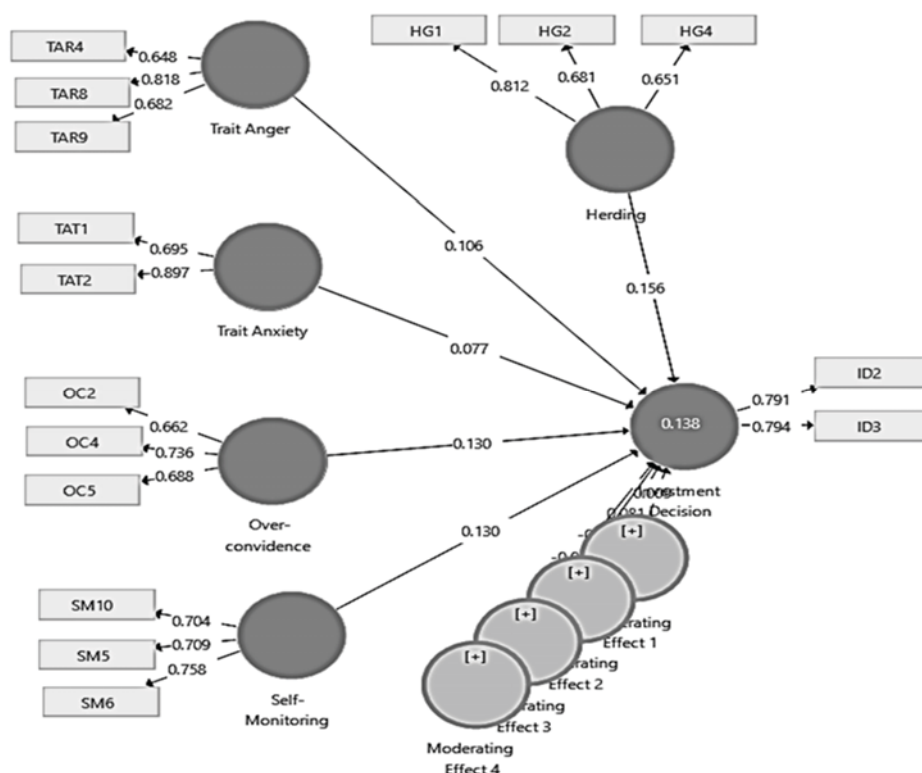 TAR4
TAR8
TAR9
0.648
0.818
0.682
Trait Anger
HG1
HG2
HG4
0.812
0.681
0.651
Herding
TAT1
TAT2
0.695
0.897
Trait Anxiety
0.106
0.156
0.077
OC2
OC4
OC5
0.662
0.736
0.688
Over-
convidence
0.130
0.138
0.791
0.794
ID2
ID3
Decision
SM10
SM5
SM6
0.704
0.709
0.758
Self-
Monitoring
0.130
0.081
[+]
[+]
[+]
[+]
Effect 1
Effect 2
Effect 3
Moderating
Effect 4